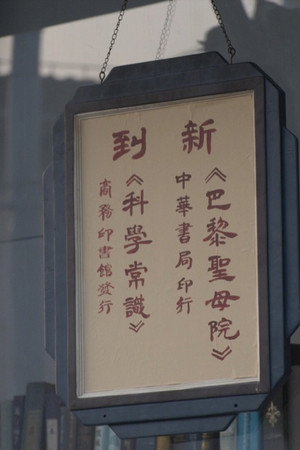 新到
《巴黎聖母院》
中華書局印行
《科學常識》
商務印書館發行